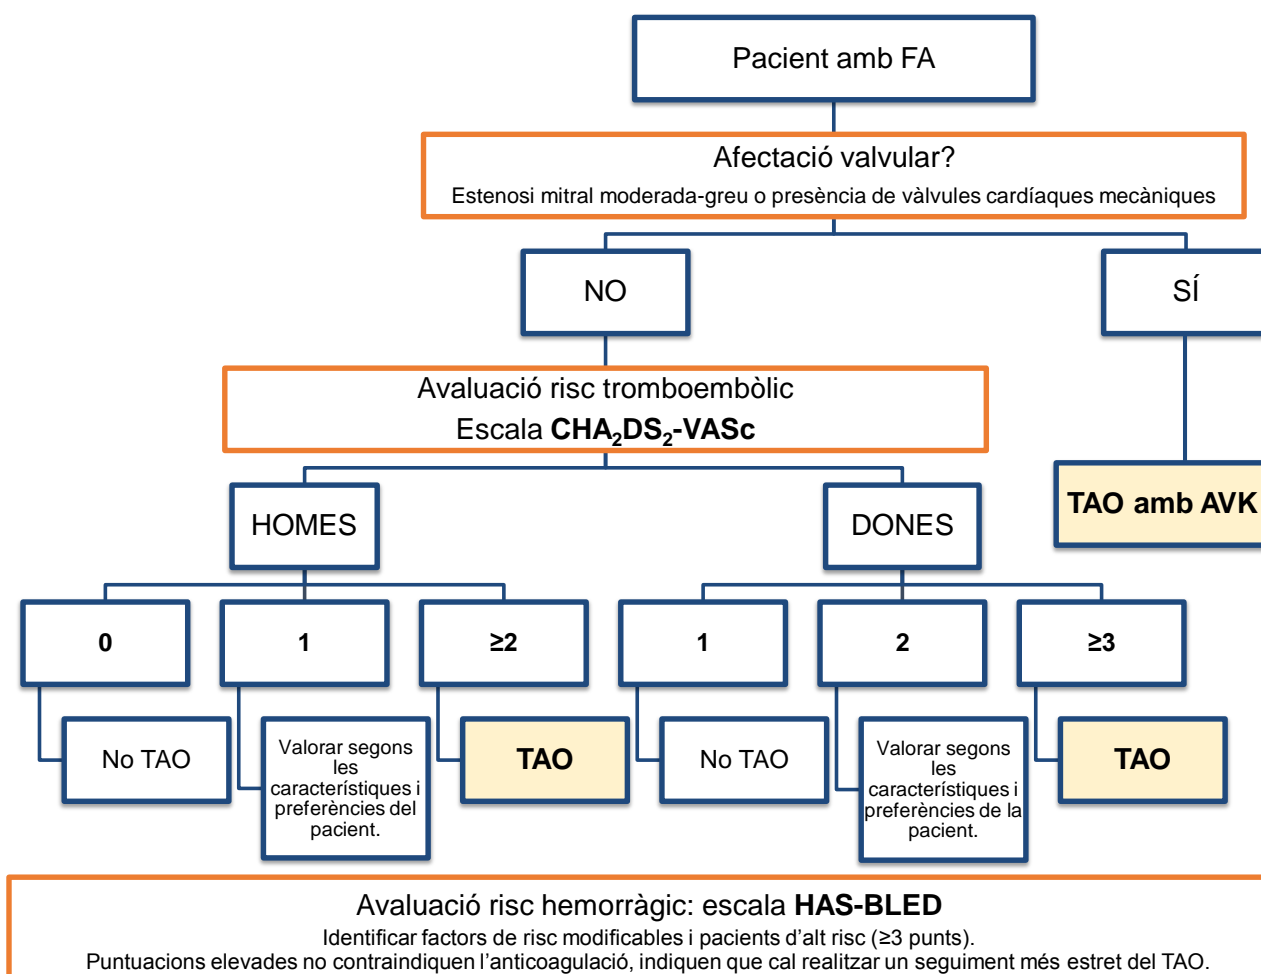 Pacient amb FA
Afectació valvular?
Estenosi mitral moderada-greu o presència de vàlvules cardíaques mecàniques
NO
SÍ
Avaluació risc tromboembòlic
Escala CHA₂DS₂-VASc
TAO amb AVK
HOMES
DONES
0
1
≥2
1
2
≥3
No TAO
Valorar segons
les
característiques i
preferències del
pacient.
TAO
No TAO
Valorar segons
les
característiques i
preferències de la
pacient.
TAO
Avaluació risc hemorràgic: escala HAS-BLED
Identificar factors de risc modificables i pacients d’alt risc (≥3 punts).
Puntuacions elevades no contraindiquen l’anticoagulació, indiquen que cal realitzar un seguiment més estret del TAO.